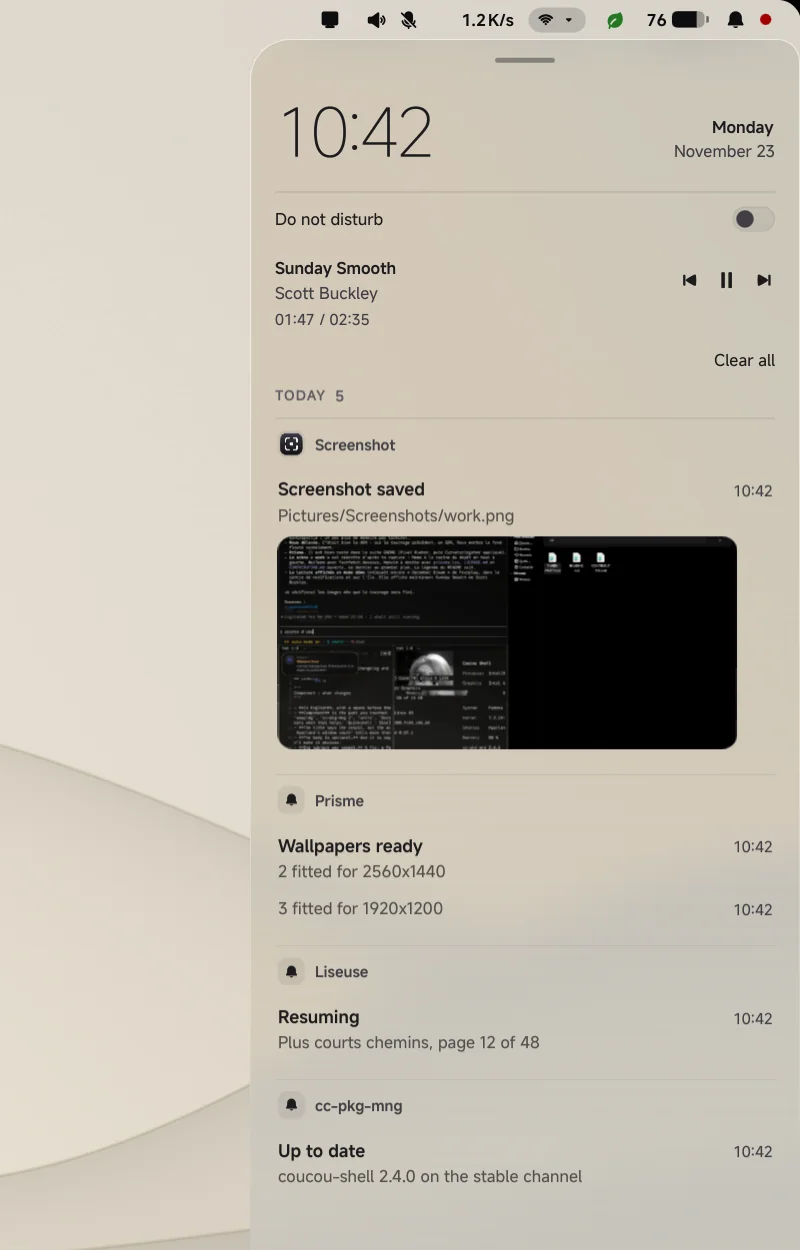 1.2K/s
76
10:42
Monday
November 23
Do not disturb
Sunday Smooth
Scott Buckley
01:47 / 02:35
Clear all
TODAY 5
Screenshot
Screenshot saved
10:42
Pictures/Screenshots/work.png
Prisme
Wallpapers ready
10:42
2 fitted for 2560x1440
3 fitted for 1920x1200
10:42
Liseuse
Resuming
10:42
Plus courts chemins, page 12 of 48
cc-pkg-mng
Up to date
10:42
coucou-shell 2.4.0 on the stable channel